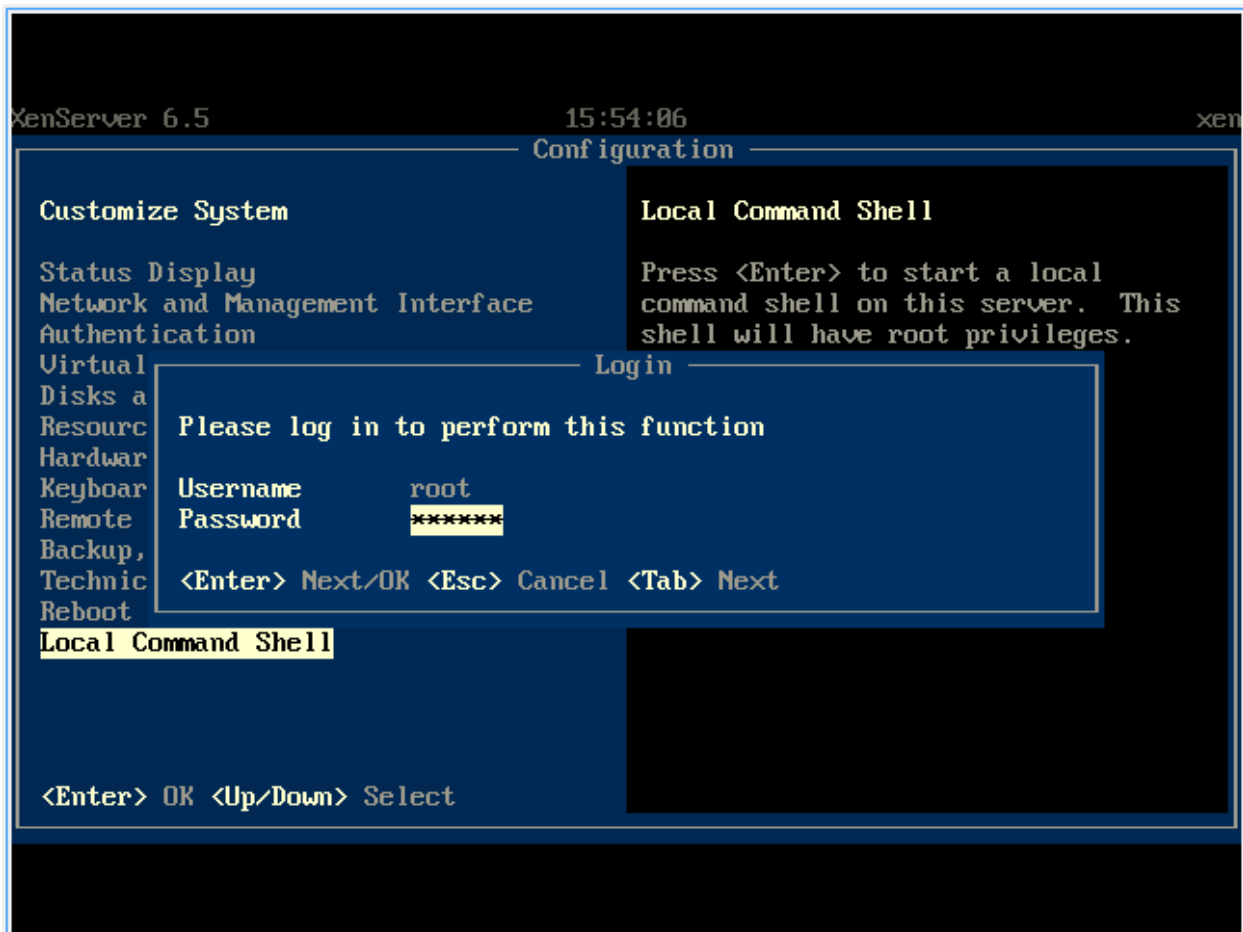 XenServer 6.5 15:54:06 xen
Configuration
Customize System
Status Display
Network and Management Interface
Authentication
Virtual
Disks a
Resourc
Hardwar
Keyboar
Remote
Backup,
Technic
Reboot
Local Command Shell
Local Command Shell
Press <Enter> to start a local
command shell on this server. This
shell will have root privileges.
Login
Please log in to perform this function
Username root
Password ******
<Enter> Next/OK <Esc> Cancel <Tab> Next
<Enter> OK <Up/Down> Select